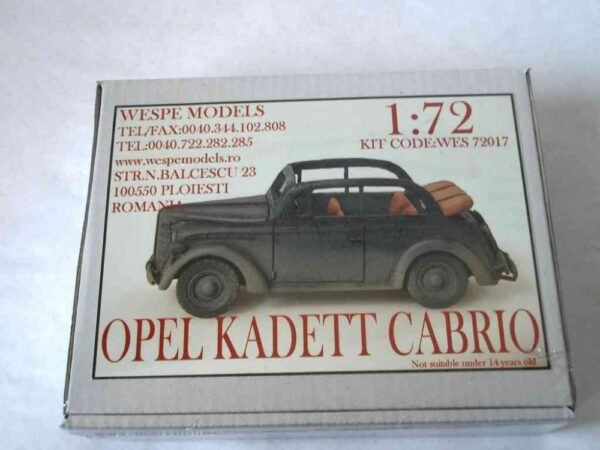 WESPE MODELS
TEL/FAX:0040.344.102.808
TEL:0040.722.282.285
www.wespemodels.ro
STR.N.BALCESCU 23
100550 PLOIESTI
ROMANIA
1:72
KIT CODE:WES 72017
OPEL KADETT CABRIO
Not suitable under 14 years old